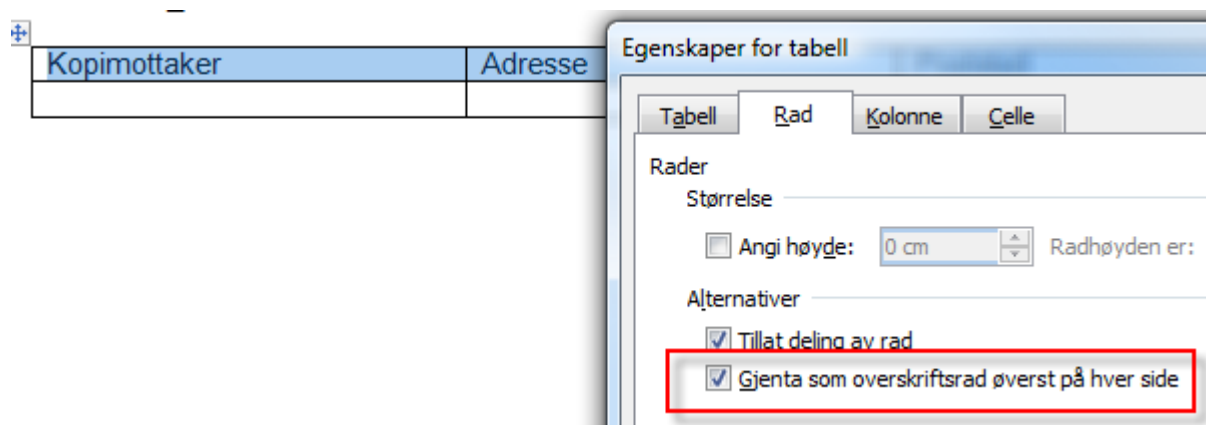 Kopimottaker Adresse
Egenskaper for tabell
Tabell Rad Kolonne Celle
Rader
Størrelse
Angi høyde: 0 cm Radhøyden er:
Alternativer
Tillat deling av rad
Gjenta som overskriftsrad øverst på hver side